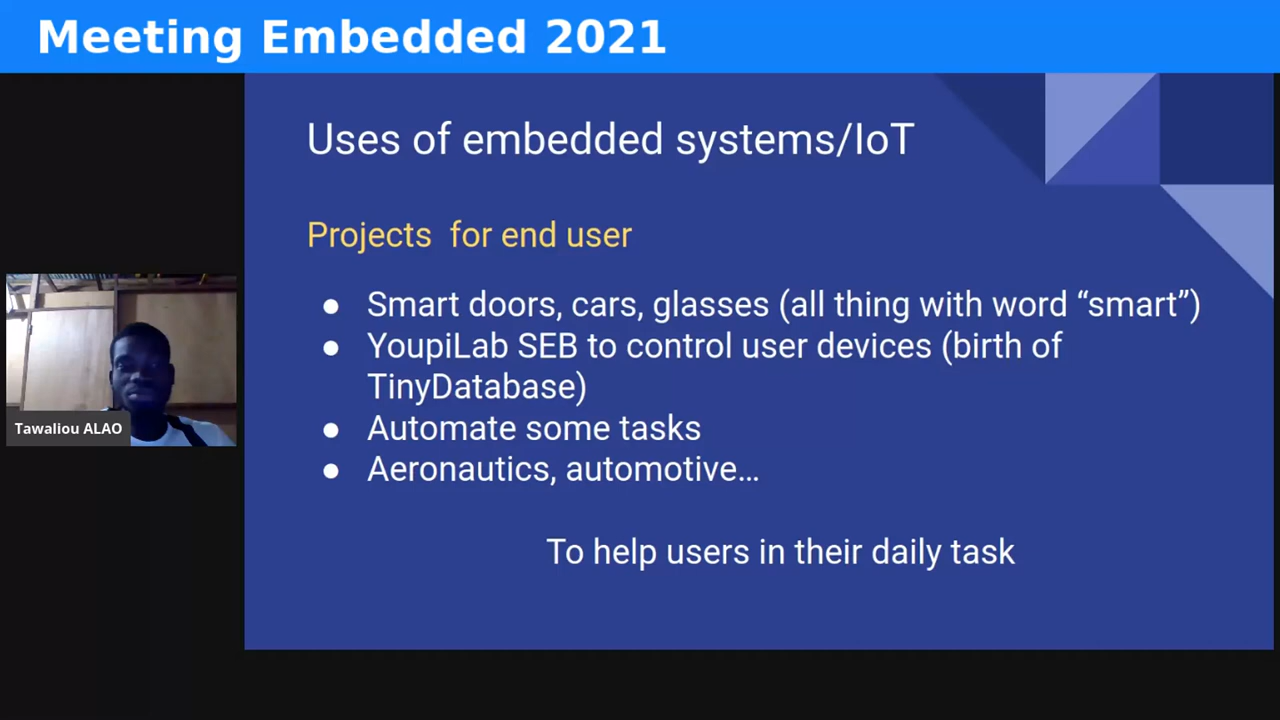 Meeting Embedded 2021
Uses of embedded systems/IoT
Projects  for end user
● Smart doors, cars, glasses (all thing with word “smart”)
● YoupiLab SEB to control user devices (birth of
TinyDatabase)
● Automate some tasks
● Aeronautics, automotive…
To help users in their daily task
Tawaliou ALAO